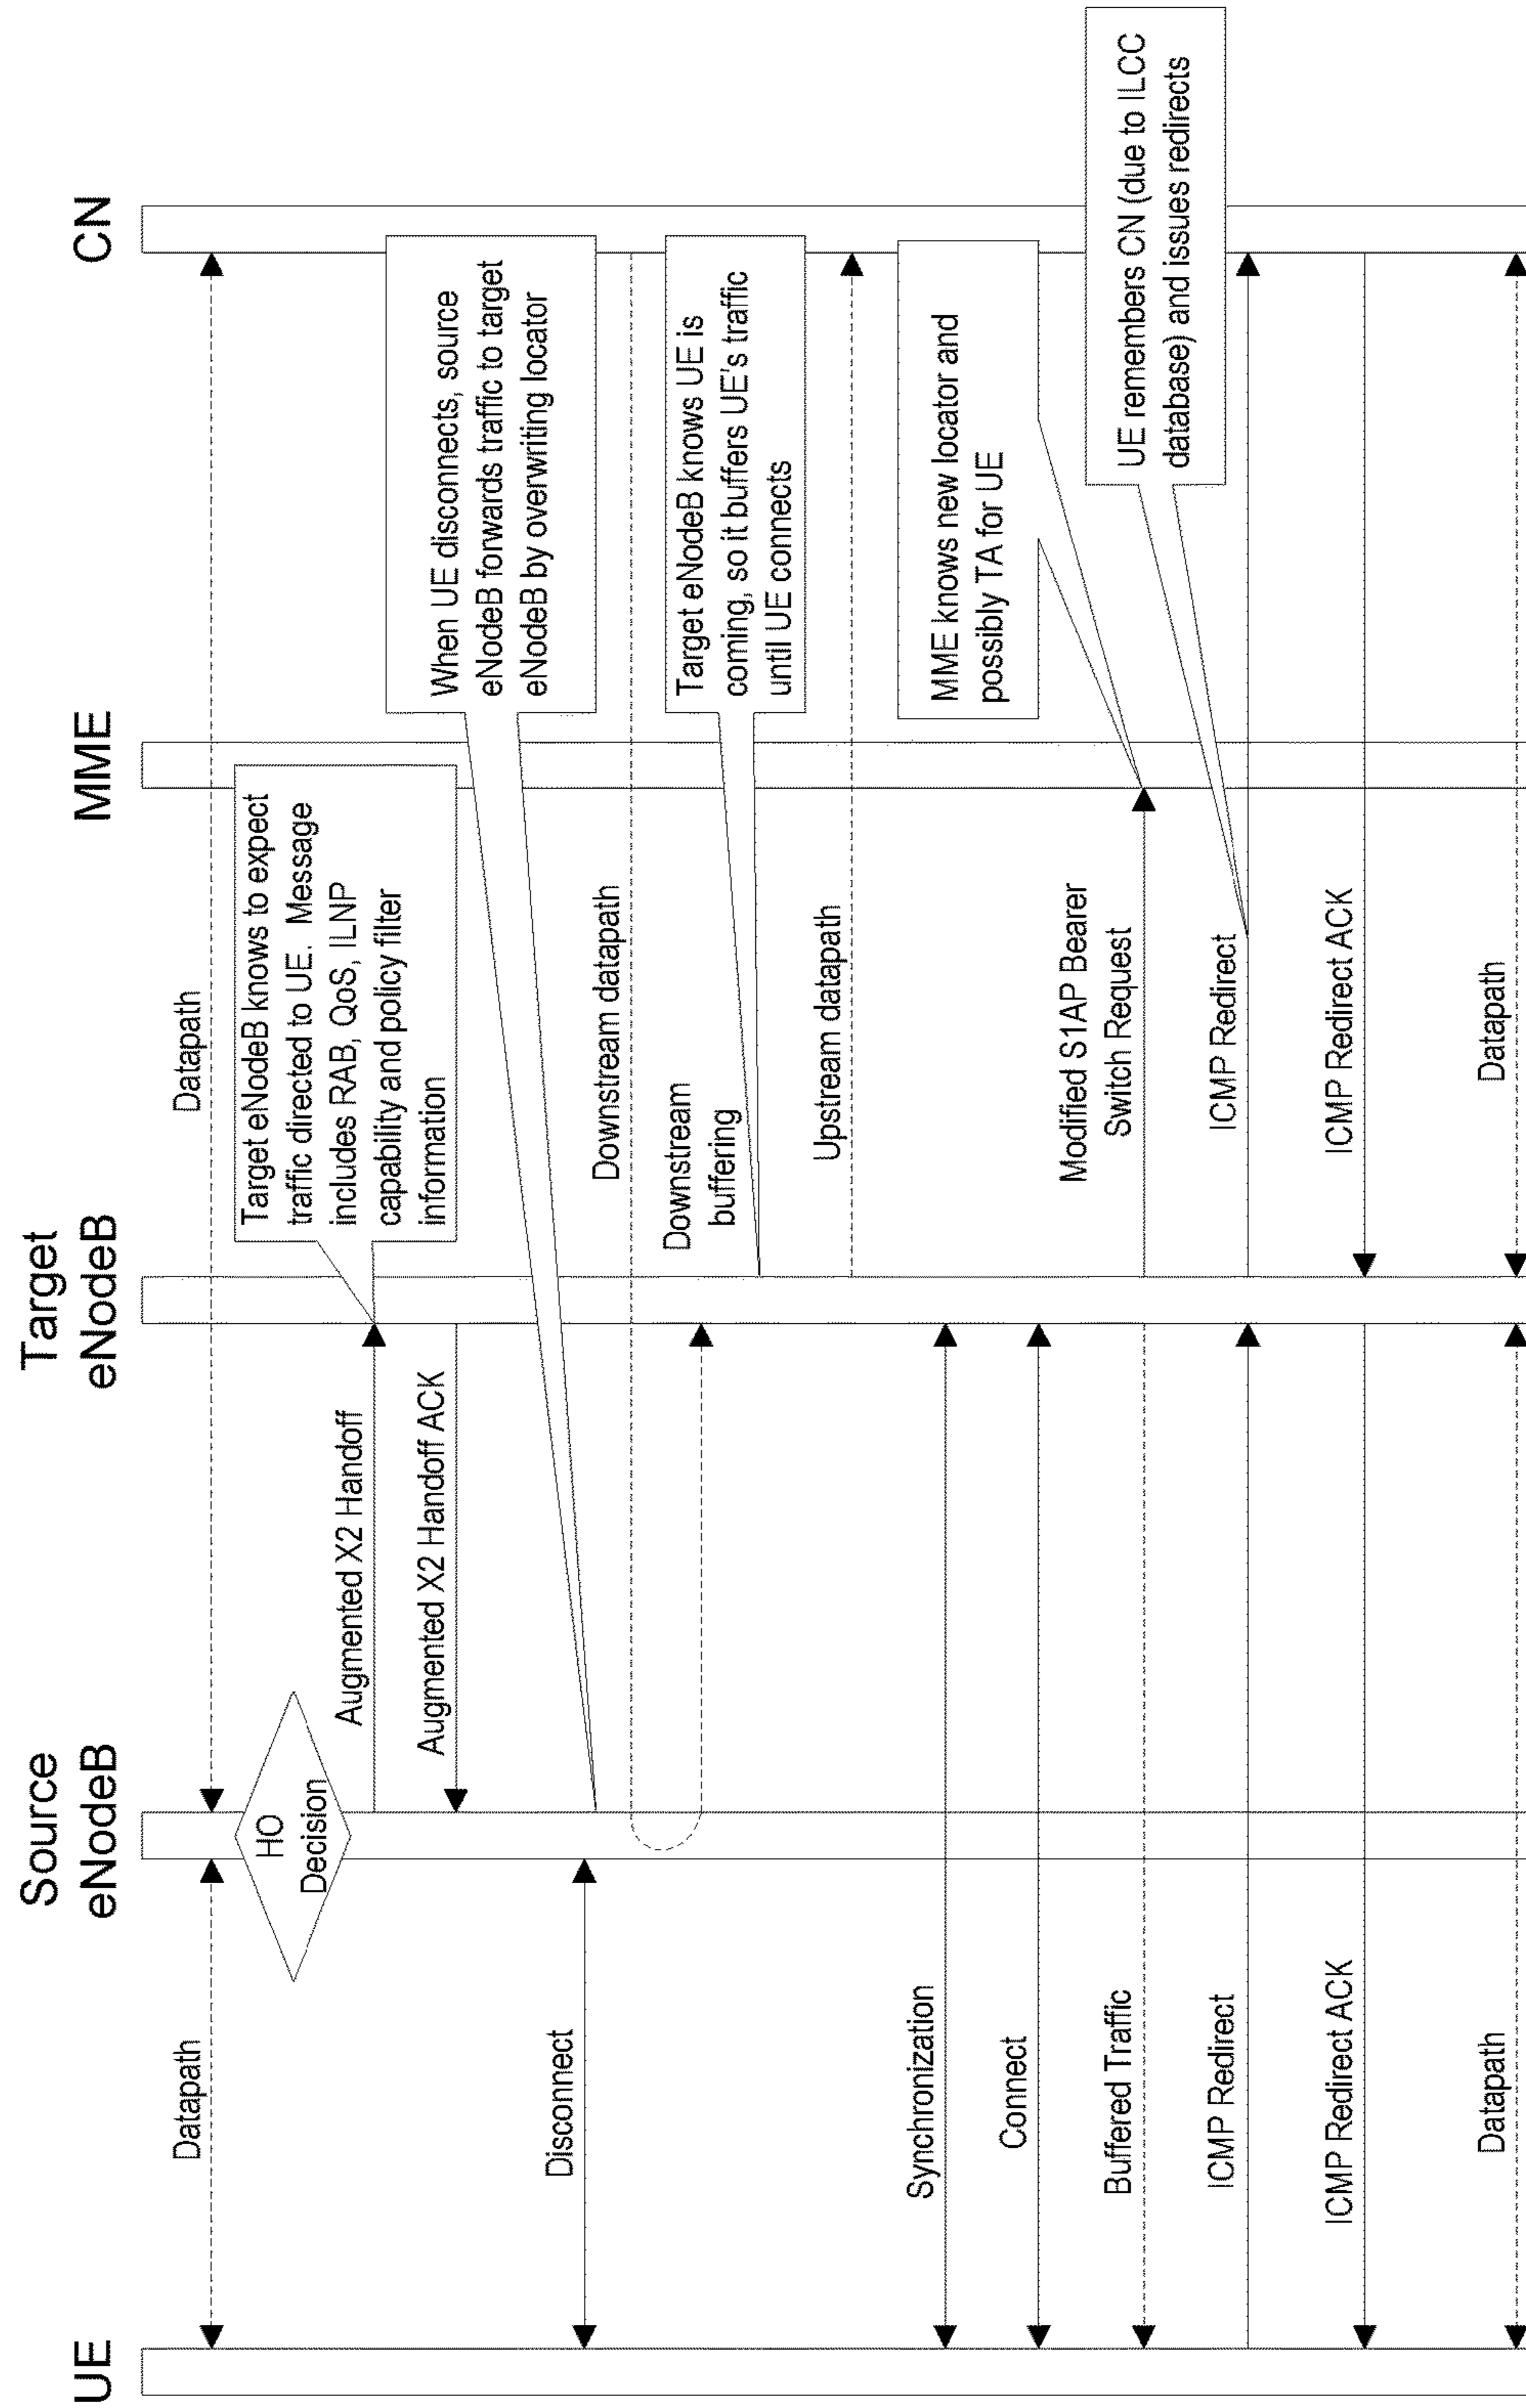 UE
Source
eNodeB
Target
eNodeB
MME
CN
Datapath
Datapath
HO
Decision
Target eNodeB knows to expect
traffic directed to UE. Message
includes RAB, QoS, ILNP
capability and policy filter
information
Augmented X2 Handoff
Augmented X2 Handoff ACK
When UE disconnects, source
eNodeB forwards traffic to target
eNodeB by overwriting locator
Disconnect
Downstream datapath
Downstream
buffering
Target eNodeB knows UE is
coming, so it buffers UE's traffic
until UE connects
Upstream datapath
Synchronization
MME knows new locator and
possibly TA for UE
Connect
Buffered Traffic
Modified S1AP Bearer
Switch Request
UE remembers CN (due to ILCC
database) and issues redirects
ICMP Redirect
ICMP Redirect
ICMP Redirect ACK
ICMP Redirect ACK
Datapath
Datapath